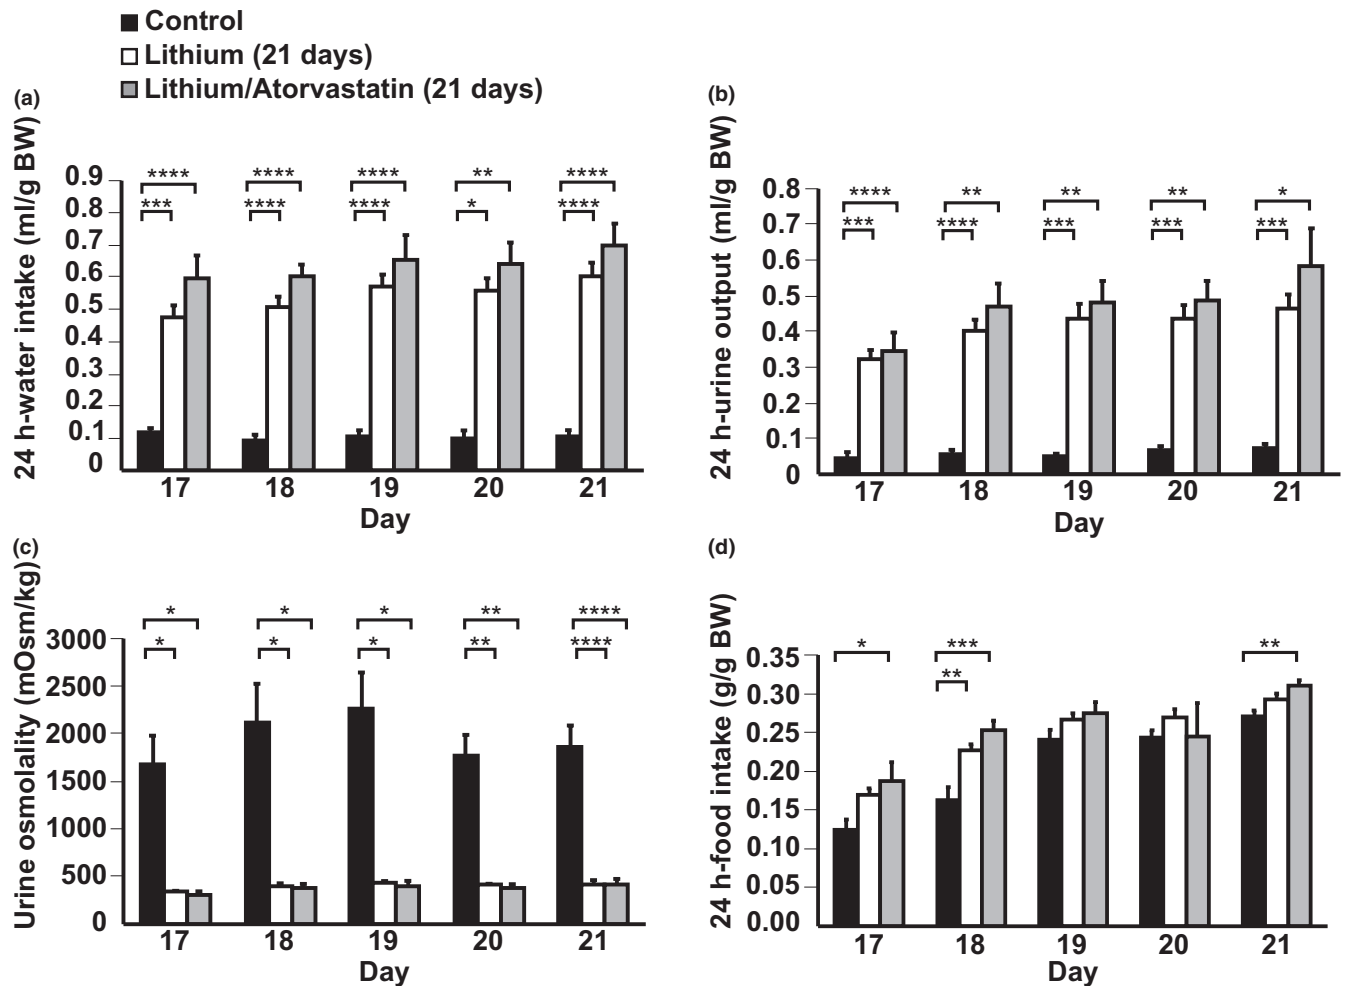 Control
Lithium (21 days)
Lithium/Atorvastatin (21 days)
(a)
24 h-water intake (ml/g BW)
0.9
0.8
0.7
0.6
0.5
0.4
0.3
0.2
0.1
0
**** **** **** ** ****
*** **** **** * ****
17 18 19 20 21
Day
(b)
24 h-urine output (ml/g BW)
0.8
0.7
0.6
0.5
0.4
0.3
0.2
0.1
0
**** ** ** ** *
*** **** *** *** ***
17 18 19 20 21
Day
(c)
Urine osmolality (mOsm/kg)
3000
2500
2000
1500
1000
500
0
* * * ** ****
* * * ** ****
17 18 19 20 21
Day
(d)
24 h-food intake (g/g BW)
0.35
0.30
0.25
0.20
0.15
0.10
0.05
0.00
* *** **
**
17 18 19 20 21
Day